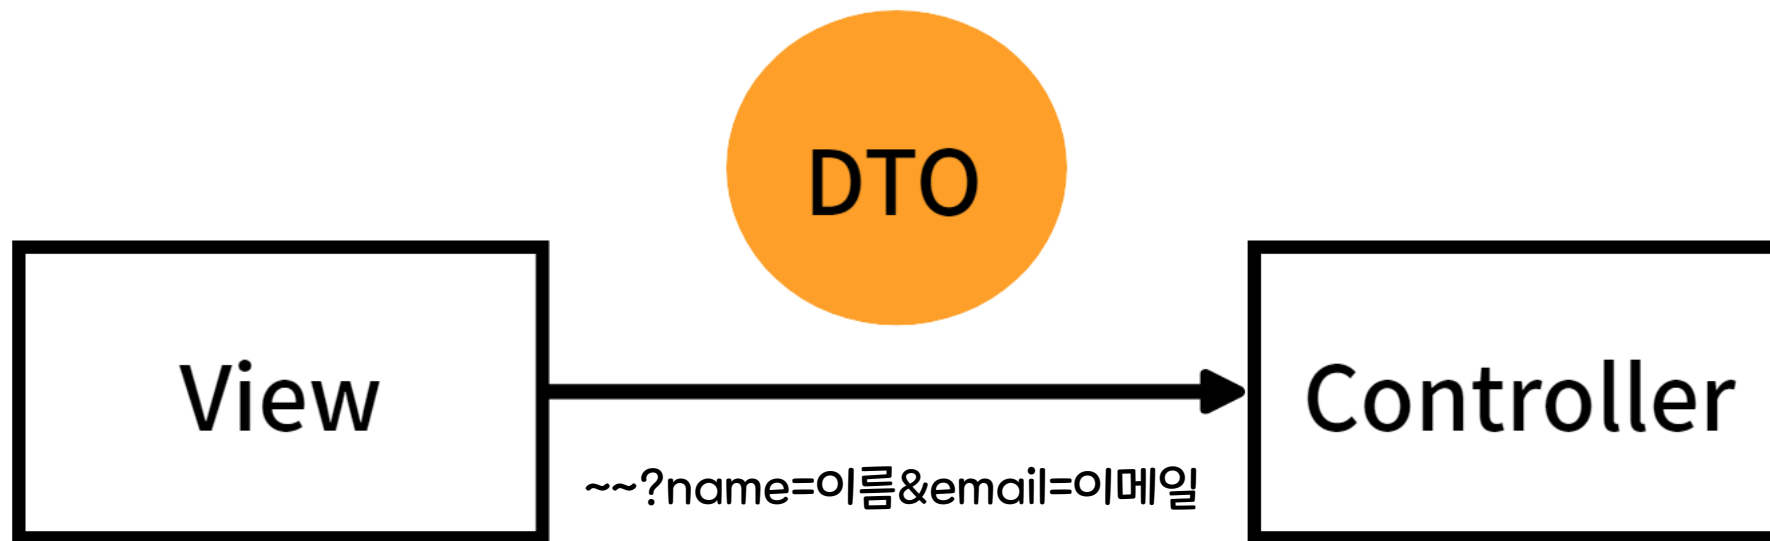 DTO
View
Controller
~~?name=이름&email=이메일